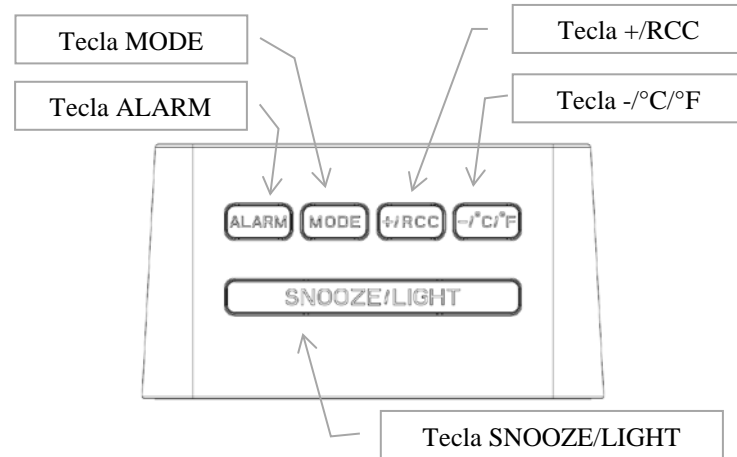 Tecla MODE
Tecla +/RCC
Tecla ALARM
Tecla -/°C/°F
ALARM
MODE
+/RCC
-/°C/°F
SNOOZE/LIGHT
Tecla SNOOZE/LIGHT